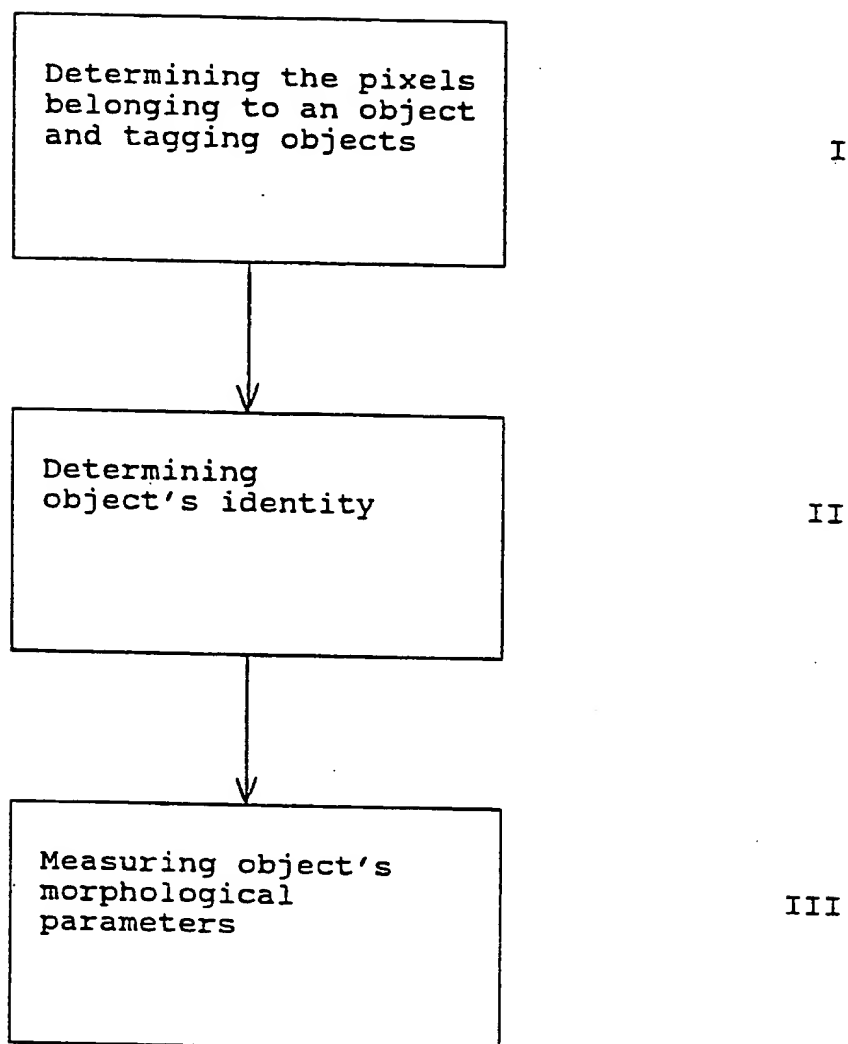 Determining the pixels
belonging to an object
and tagging objects
I
Determining
object's identity
II
Measuring object's
morphological
parameters
III